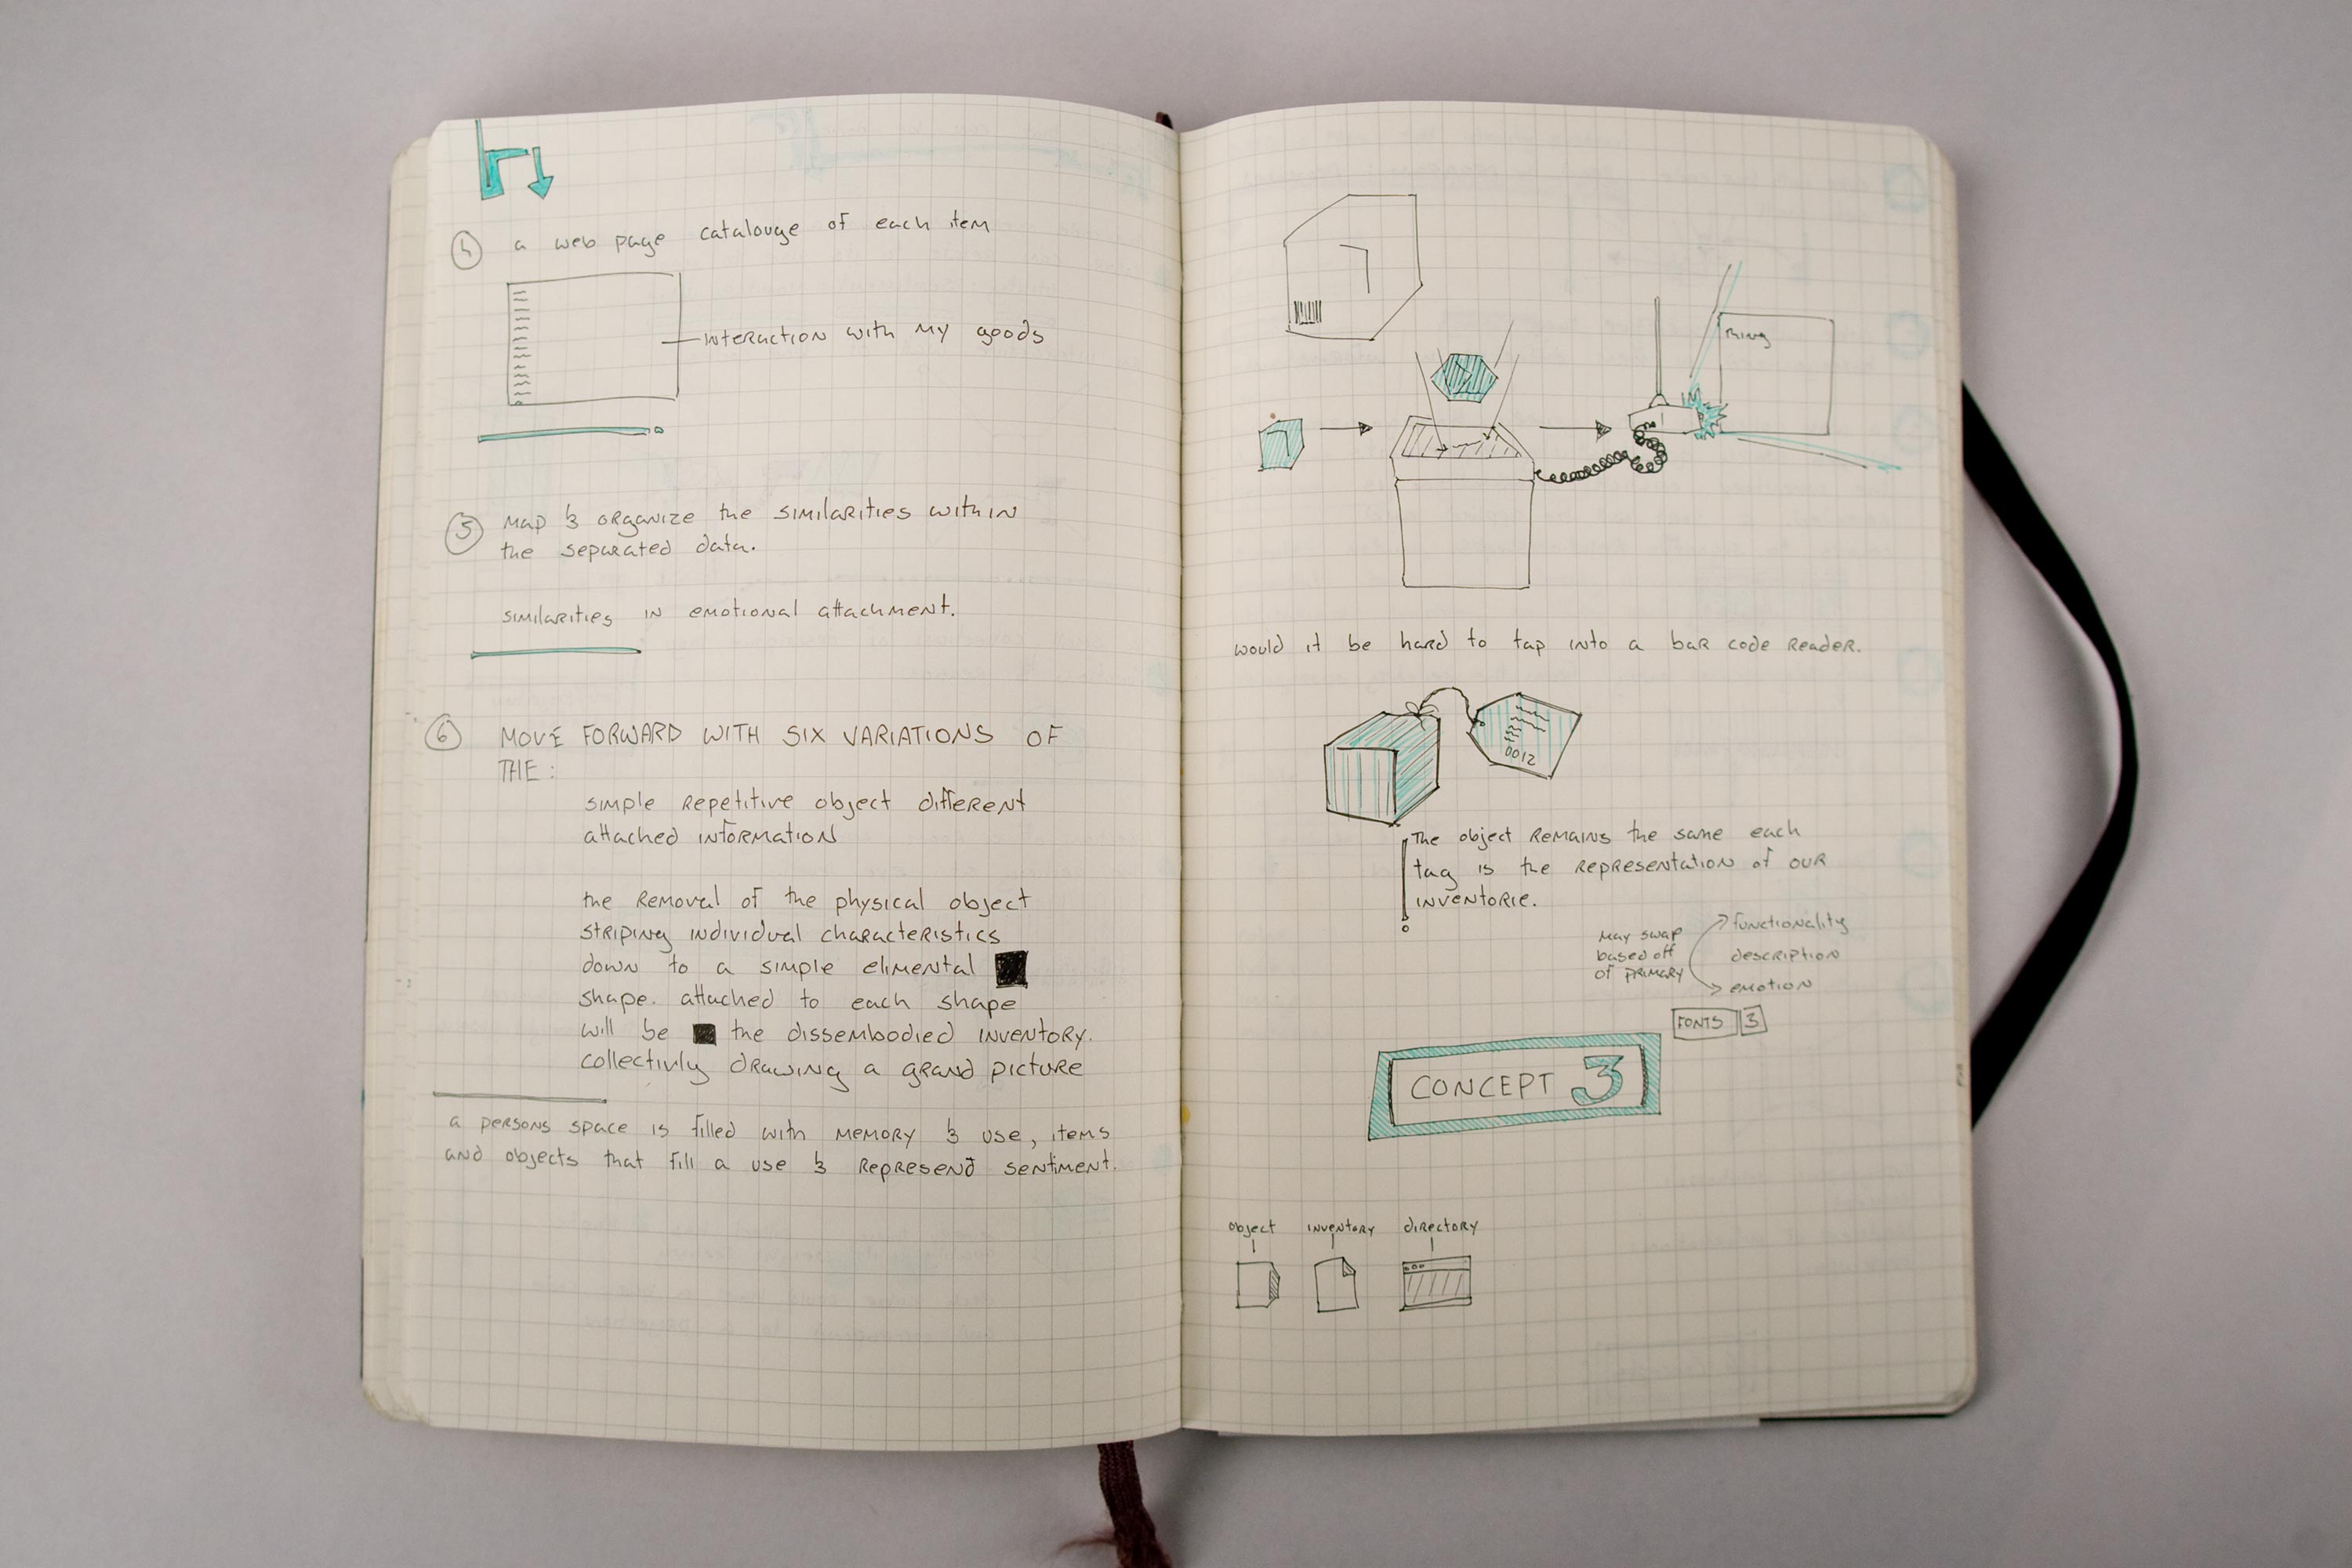 4 a web page catalouge of each item
interaction with my goods
5 map & organize the similarities within
the separated data.
similarities in emotional attachment.
6 MOVE FORWARD WITH SIX VARIATIONS OF
THE:
simple repetitive object different
attached information
the removal of the physical object
striping individual characteristics
down to a simple elimental
shape. attached to each shape
will be the dissembodied inventory.
collectivly drawing a grand picture
a persons space is filled with memory & use, items
and objects that fill a use & represend sentiment.
would it be hard to tap into a bar code reader.
0012
The object remains the same each
tag is the representation of our
inventorie.
may swap
based off
of primary
functionality
description
emotion
FONTS 3
CONCEPT 3
object inventory directory